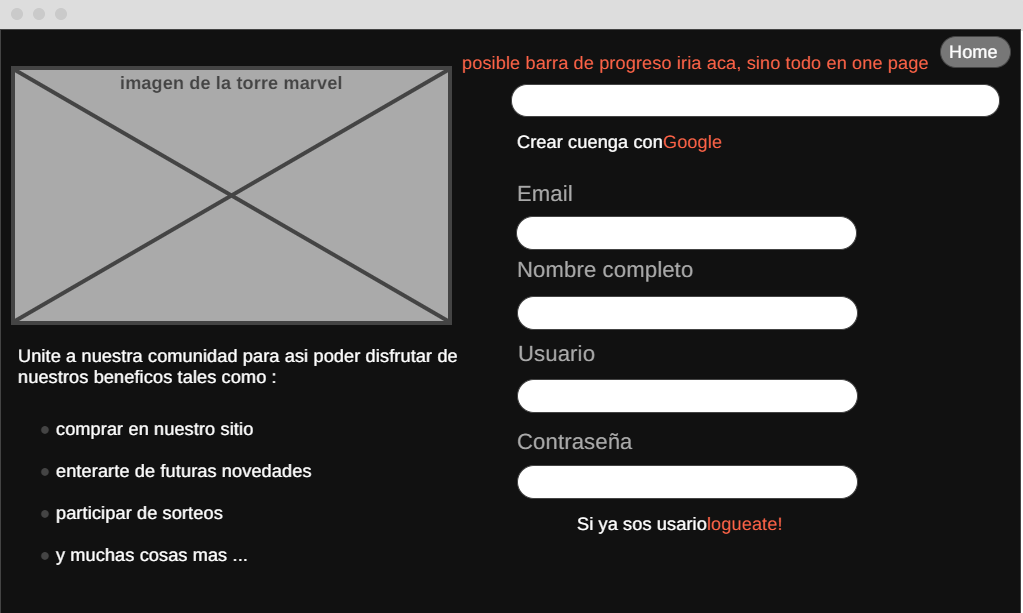 Home
posible barra de progreso iria aca, sino todo en one page
imagen de la torre marvel
Crear cuenga conGoogle
Email
Nombre completo
Usuario
Contraseña
Si ya sos usariologueate!
Unite a nuestra comunidad para asi poder disfrutar de
nuestros beneficos tales como :
comprar en nuestro sitio
enterarte de futuras novedades
participar de sorteos
y muchas cosas mas ...